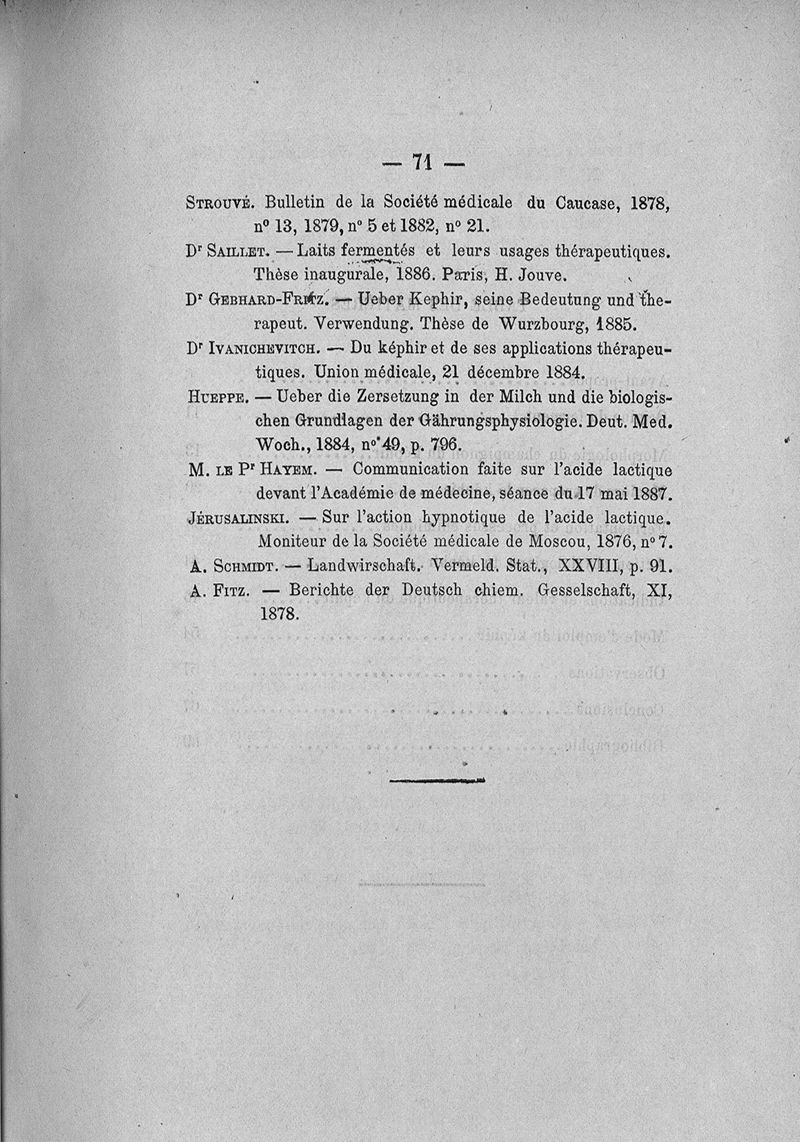 — 71 —
STROUVÉ. Bulletin de la Société médicale du Caucase, 1878,
n° 13, 1879, n° 5 et 1882, n° 21.
Dr SAILLET. — Laits fermentés et leurs usages thérapeutiques.
Thèse inaugurale, 1886. Paris, H. Jouve.
Dr GEBHARD-FRITZ. — Ueber Kephir, seine Bedeutung und the-
rapeut. Verwendung. Thèse de Wurzbourg, 1885.
Dr IVANICHEVITCH. — Du képhir et de ses applications thérapeu-
tiques. Union médicale, 21 décembre 1884.
HUEPPE. — Ueber die Zersetzung in der Milch und die biologis-
chen Grundlagen der Gährungsphysiologie. Deut. Med.
Woch., 1884, n° 49, p. 796.
M. LE Pr HAYEM. — Communication faite sur l'acide lactique
devant l'Académie de médecine, séance du 17 mai 1887.
JÉRUSALINSKI. — Sur l'action hypnotique de l'acide lactique.
Moniteur de la Société médicale de Moscou, 1876, n° 7.
A. SCHMIDT. — Landwirschaft. Vermeld. Stat., XXVIII, p. 91.
A. FITZ. — Berichte der Deutsch chiem. Gesselschaft, XI,
1878.